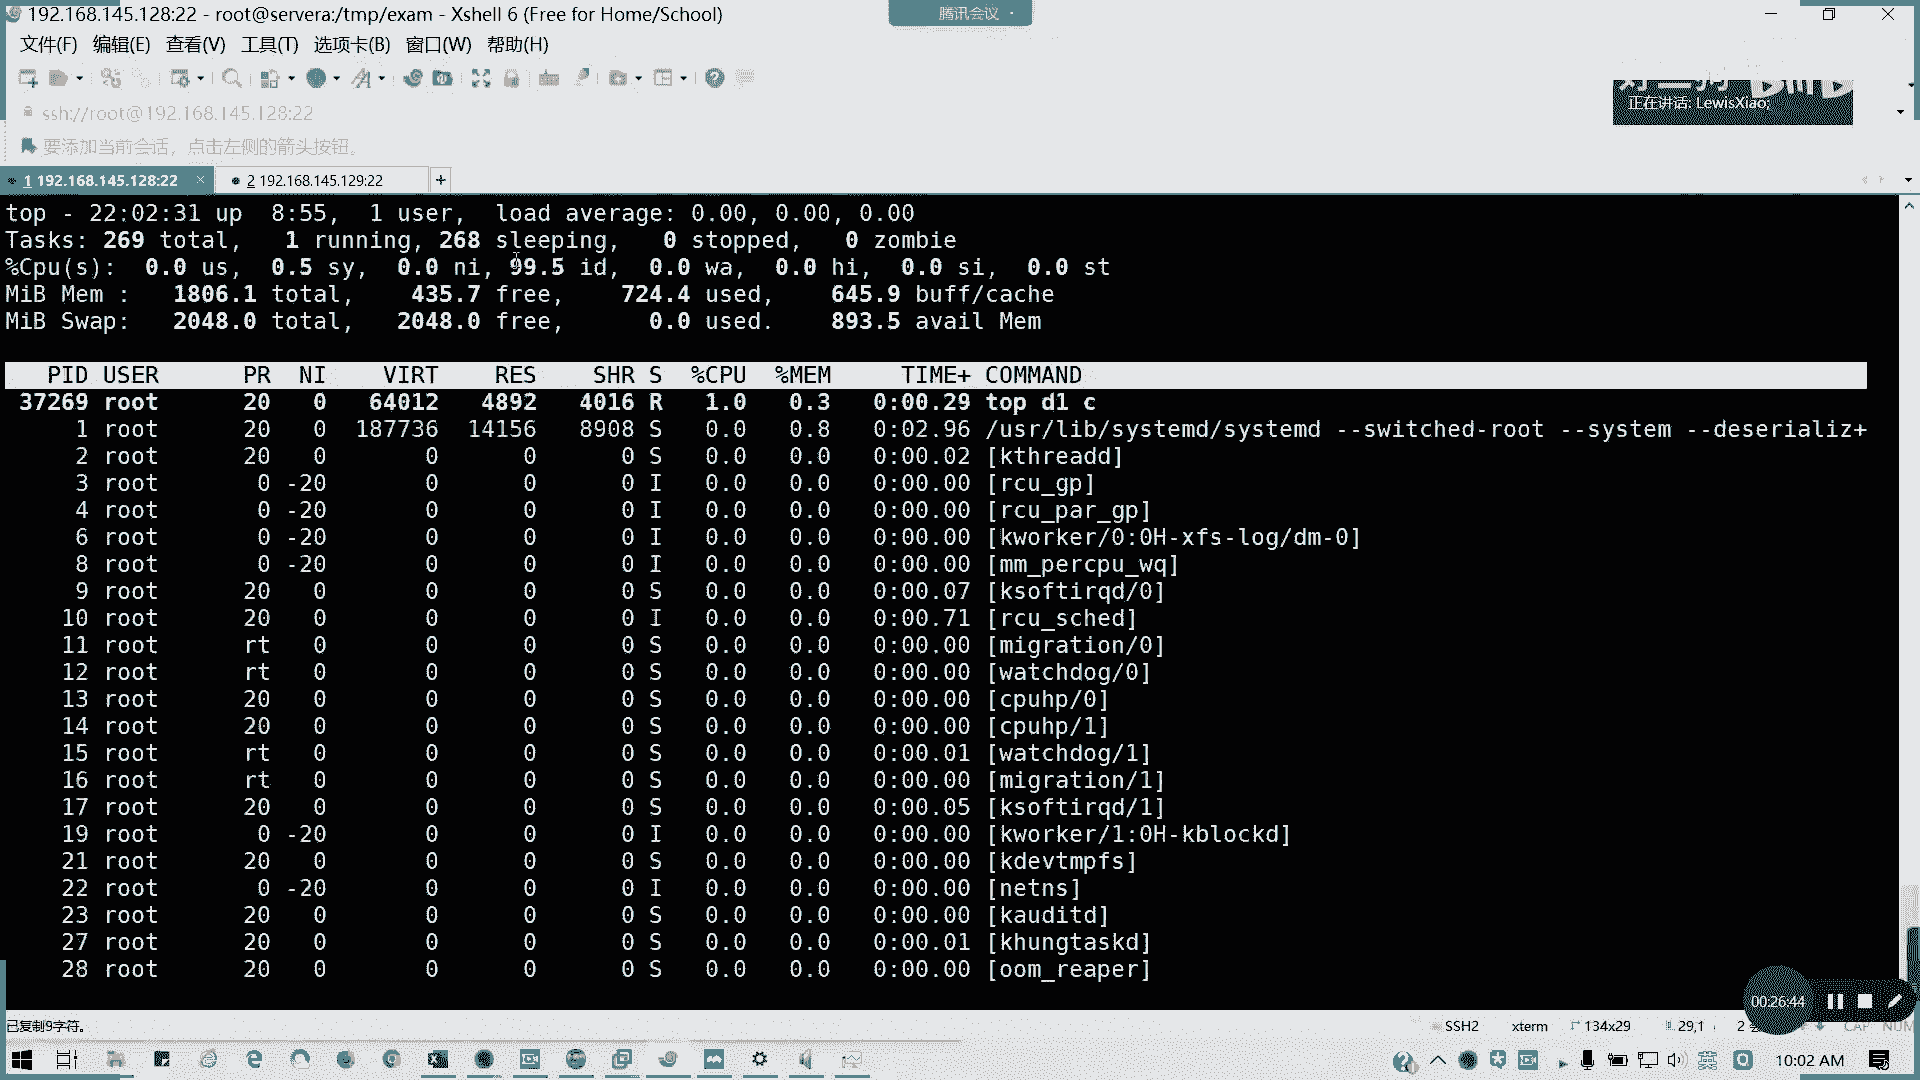 192.168.145.128:22 - root@servera:/tmp/exam - Xshell 6 (Free for Home/School)
腾讯会议
文件(F) 编辑(E) 查看(V) 工具(T) 选项卡(B) 窗口(W) 帮助(H)
ssh://root@192.168.145.128:22
正在讲话: LewisXiao;
要添加当前会话，点击左侧的箭头按钮。
1 192.168.145.128:22 × 2 192.168.145.129:22 +
top - 22:02:31 up  8:55,  1 user,  load average: 0.00, 0.00, 0.00
Tasks: 269 total,   1 running, 268 sleeping,   0 stopped,   0 zombie
%Cpu(s):  0.0 us,  0.5 sy,  0.0 ni, 99.5 id,  0.0 wa,  0.0 hi,  0.0 si,  0.0 st
MiB Mem :   1806.1 total,    435.7 free,    724.4 used,    645.9 buff/cache
MiB Swap:   2048.0 total,   2048.0 free,      0.0 used.    893.5 avail Mem
PID USER      PR  NI    VIRT    RES    SHR S  %CPU  %MEM     TIME+ COMMAND
37269 root      20   0   64012   4892   4016 R   1.0   0.3   0:00.29 top d1 c
1 root      20   0  187736  14156   8908 S   0.0   0.8   0:02.96 /usr/lib/systemd/systemd --switched-root --system --deserializ+
2 root      20   0       0      0      0 S   0.0   0.0   0:00.02 [kthreadd]
3 root       0 -20       0      0      0 I   0.0   0.0   0:00.00 [rcu_gp]
4 root       0 -20       0      0      0 I   0.0   0.0   0:00.00 [rcu_par_gp]
6 root       0 -20       0      0      0 I   0.0   0.0   0:00.00 [kworker/0:0H-xfs-log/dm-0]
8 root       0 -20       0      0      0 I   0.0   0.0   0:00.00 [mm_percpu_wq]
9 root      20   0       0      0      0 S   0.0   0.0   0:00.07 [ksoftirqd/0]
10 root      20   0       0      0      0 I   0.0   0.0   0:00.71 [rcu_sched]
11 root      rt   0       0      0      0 S   0.0   0.0   0:00.00 [migration/0]
12 root      rt   0       0      0      0 S   0.0   0.0   0:00.00 [watchdog/0]
13 root      20   0       0      0      0 S   0.0   0.0   0:00.00 [cpuhp/0]
14 root      20   0       0      0      0 S   0.0   0.0   0:00.00 [cpuhp/1]
15 root      rt   0       0      0      0 S   0.0   0.0   0:00.01 [watchdog/1]
16 root      rt   0       0      0      0 S   0.0   0.0   0:00.00 [migration/1]
17 root      20   0       0      0      0 S   0.0   0.0   0:00.05 [ksoftirqd/1]
19 root       0 -20       0      0      0 I   0.0   0.0   0:00.00 [kworker/1:0H-kblockd]
21 root      20   0       0      0      0 S   0.0   0.0   0:00.00 [kdevtmpfs]
22 root       0 -20       0      0      0 I   0.0   0.0   0:00.00 [netns]
23 root      20   0       0      0      0 S   0.0   0.0   0:00.00 [kauditd]
27 root      20   0       0      0      0 S   0.0   0.0   0:00.01 [khungtaskd]
28 root      20   0       0      0      0 S   0.0   0.0   0:00.00 [oom_reaper]
00:26:44
已复制9字符。 SSH2 xterm 134x29 29,1 2 CAP NUM
英 10:02 AM